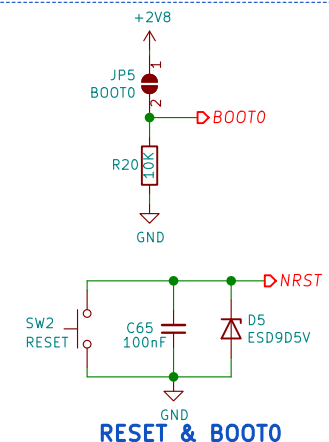 +2V8
JP5
BOOT0
1
2
BOOT0
R20
10K
GND
NRST
SW2
RESET
C65
100nF
D5
ESD9D5V
GND
RESET & BOOT0